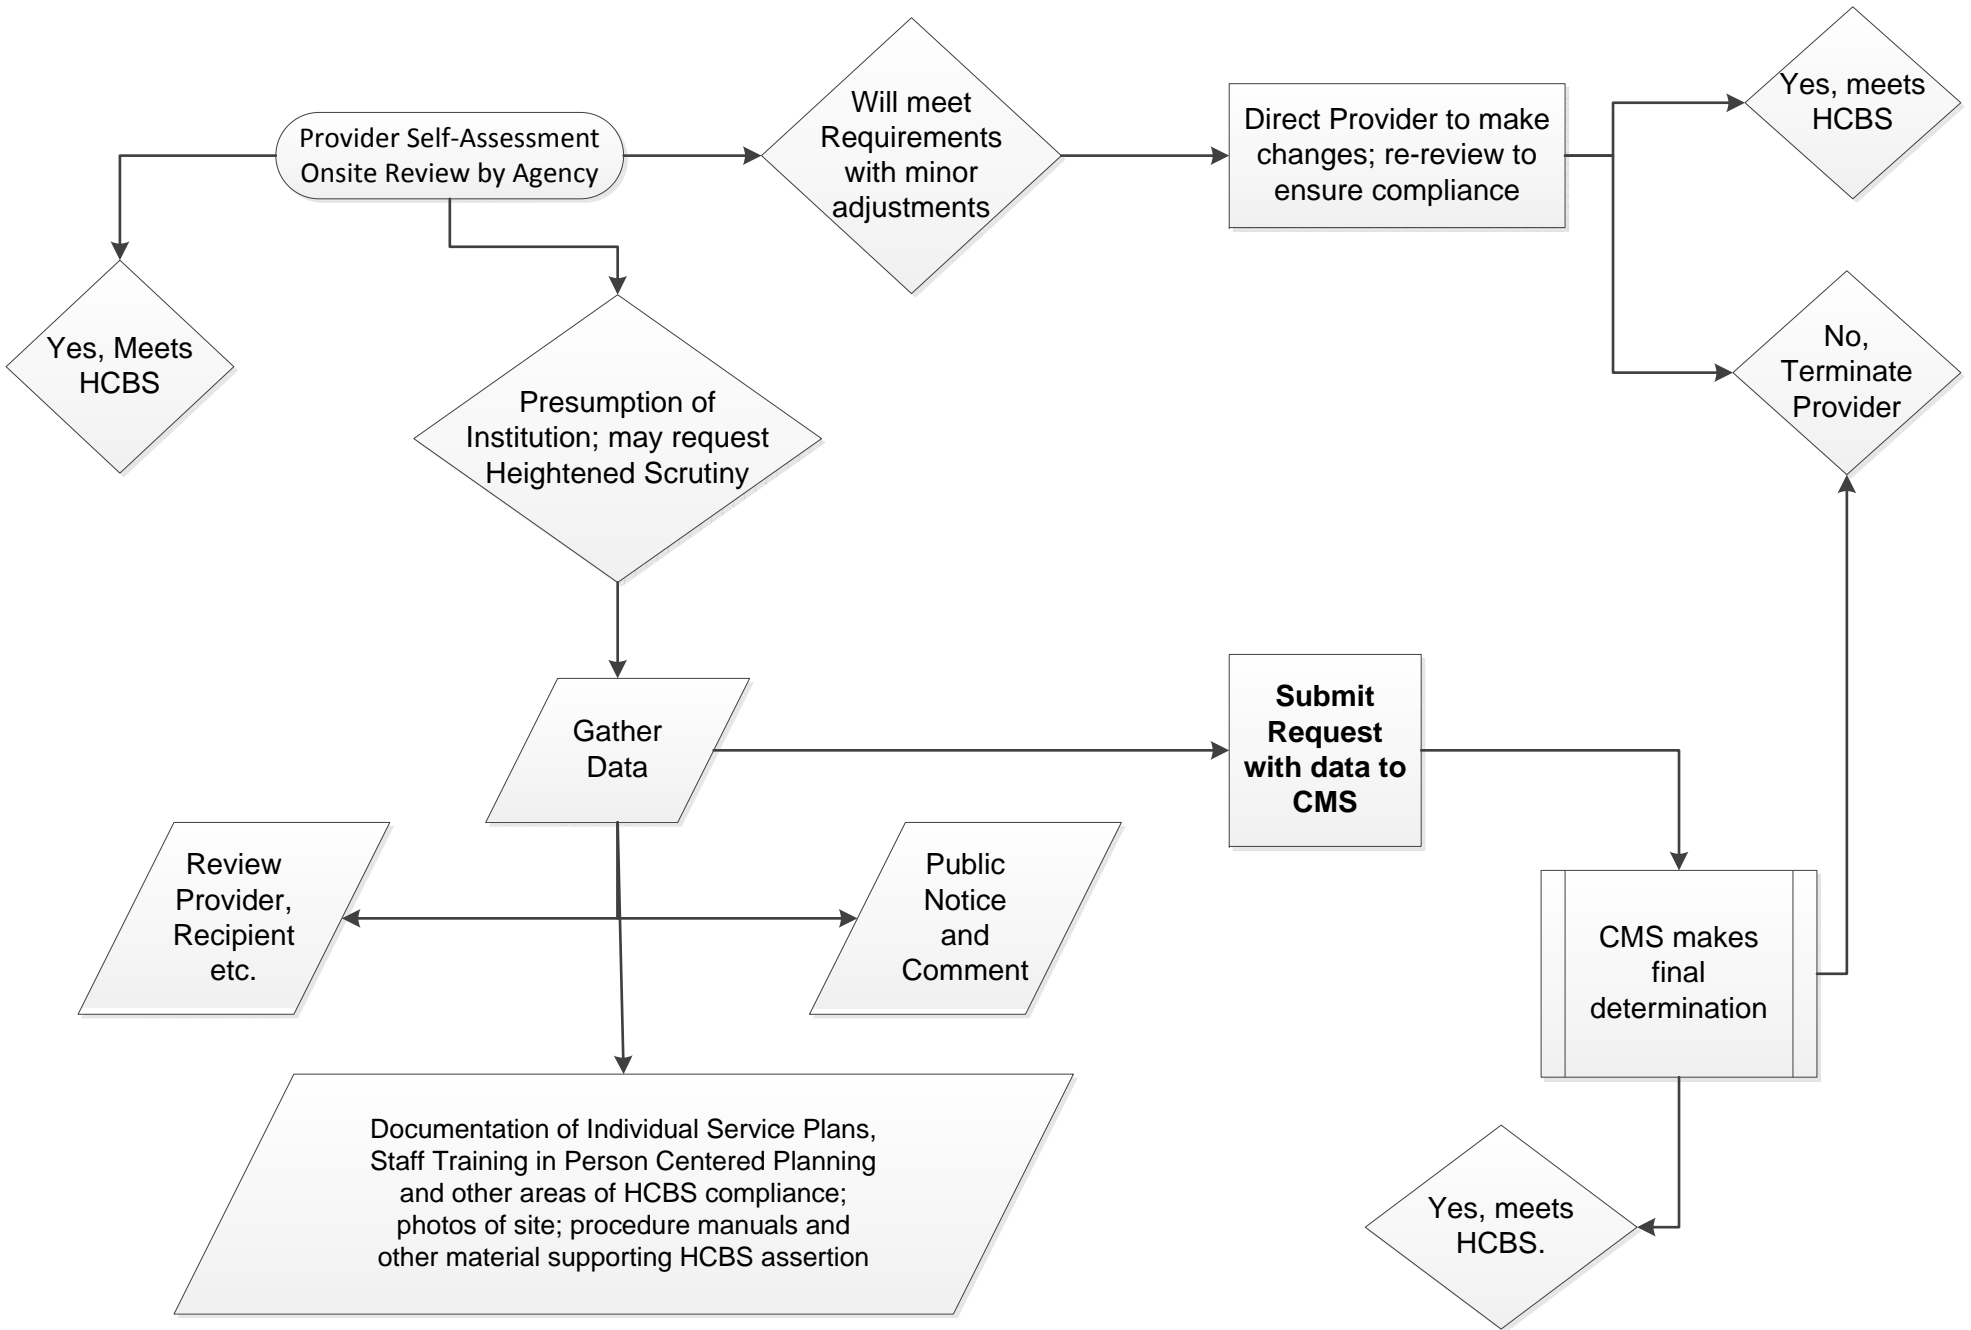 Provider Self-Assessment
Onsite Review by Agency
Will meet
Requirements
with minor
adjustments
Direct Provider to make
changes; re-review to
ensure compliance
Yes, meets
HCBS
Yes, Meets
HCBS
Presumption of
Institution; may request
Heightened Scrutiny
No,
Terminate
Provider
Gather
Data
Submit
Request
with data to
CMS
Review
Provider,
Recipient
etc.
Public
Notice
and
Comment
CMS makes
final
determination
Documentation of Individual Service Plans,
Staff Training in Person Centered Planning
and other areas of HCBS compliance;
photos of site; procedure manuals and
other material supporting HCBS assertion
Yes, meets
HCBS.